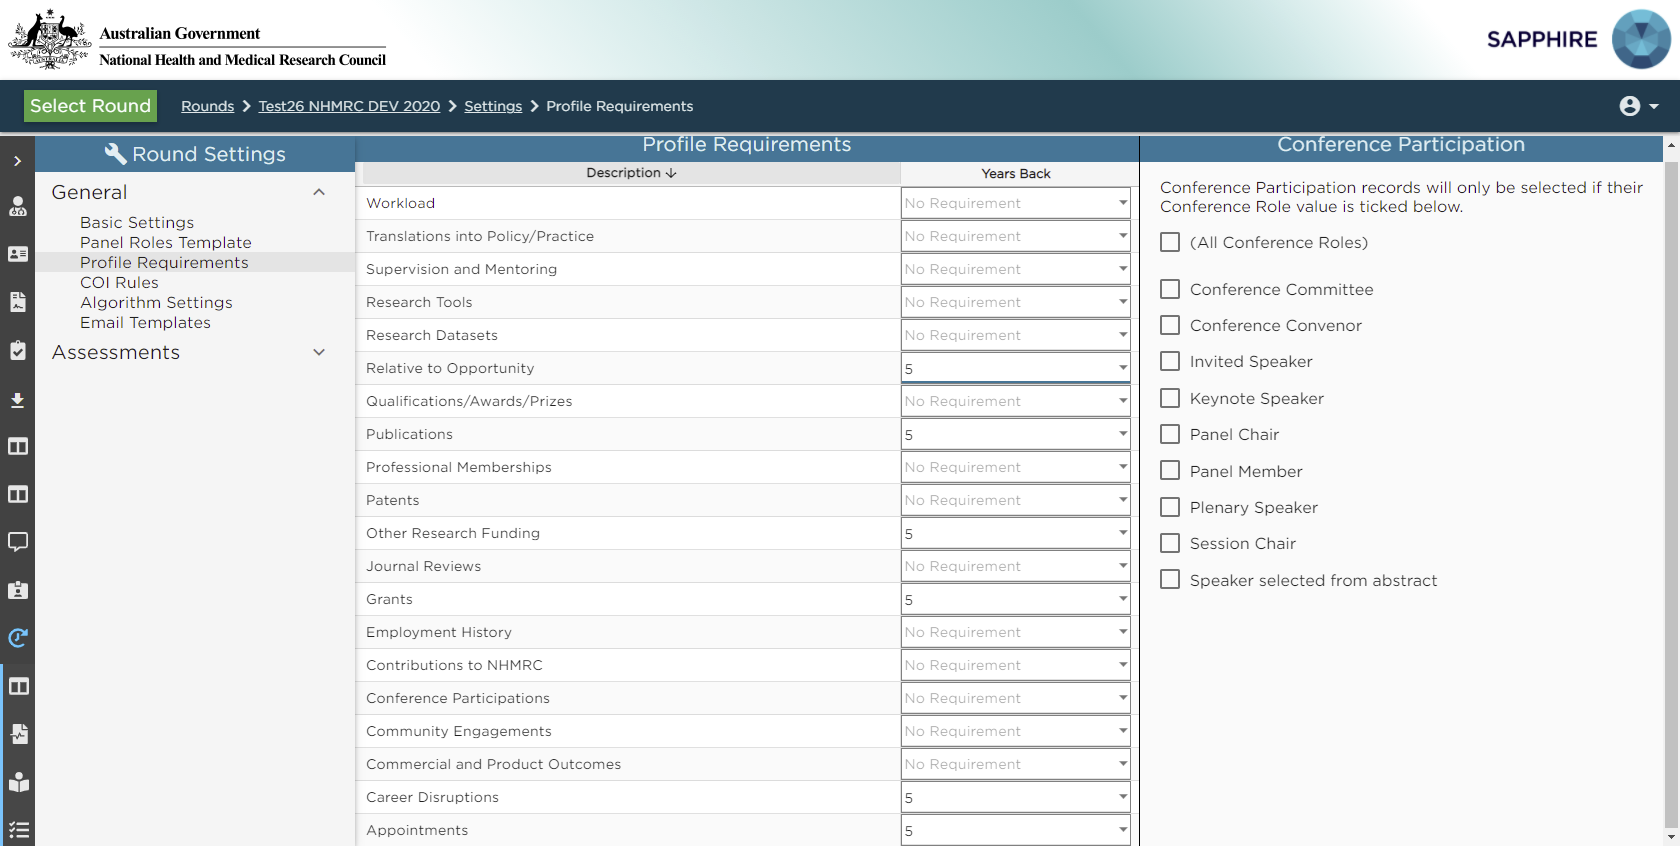 Australian Government
National Health and Medical Research Council
SAPPHIRE
Select Round
Rounds > Test26 NHMRC DEV 2020 > Settings > Profile Requirements
Round Settings
General
Basic Settings
Panel Roles Template
Profile Requirements
COI Rules
Algorithm Settings
Email Templates
Assessments
Profile Requirements
Description ↓ Years Back
Workload No Requirement
Translations into Policy/Practice No Requirement
Supervision and Mentoring No Requirement
Research Tools No Requirement
Research Datasets No Requirement
Relative to Opportunity 5
Qualifications/Awards/Prizes No Requirement
Publications 5
Professional Memberships No Requirement
Patents No Requirement
Other Research Funding 5
Journal Reviews No Requirement
Grants 5
Employment History No Requirement
Contributions to NHMRC No Requirement
Conference Participations No Requirement
Community Engagements No Requirement
Commercial and Product Outcomes No Requirement
Career Disruptions 5
Appointments 5
Conference Participation
Conference Participation records will only be selected if their
Conference Role value is ticked below.
(All Conference Roles)
Conference Committee
Conference Convenor
Invited Speaker
Keynote Speaker
Panel Chair
Panel Member
Plenary Speaker
Session Chair
Speaker selected from abstract